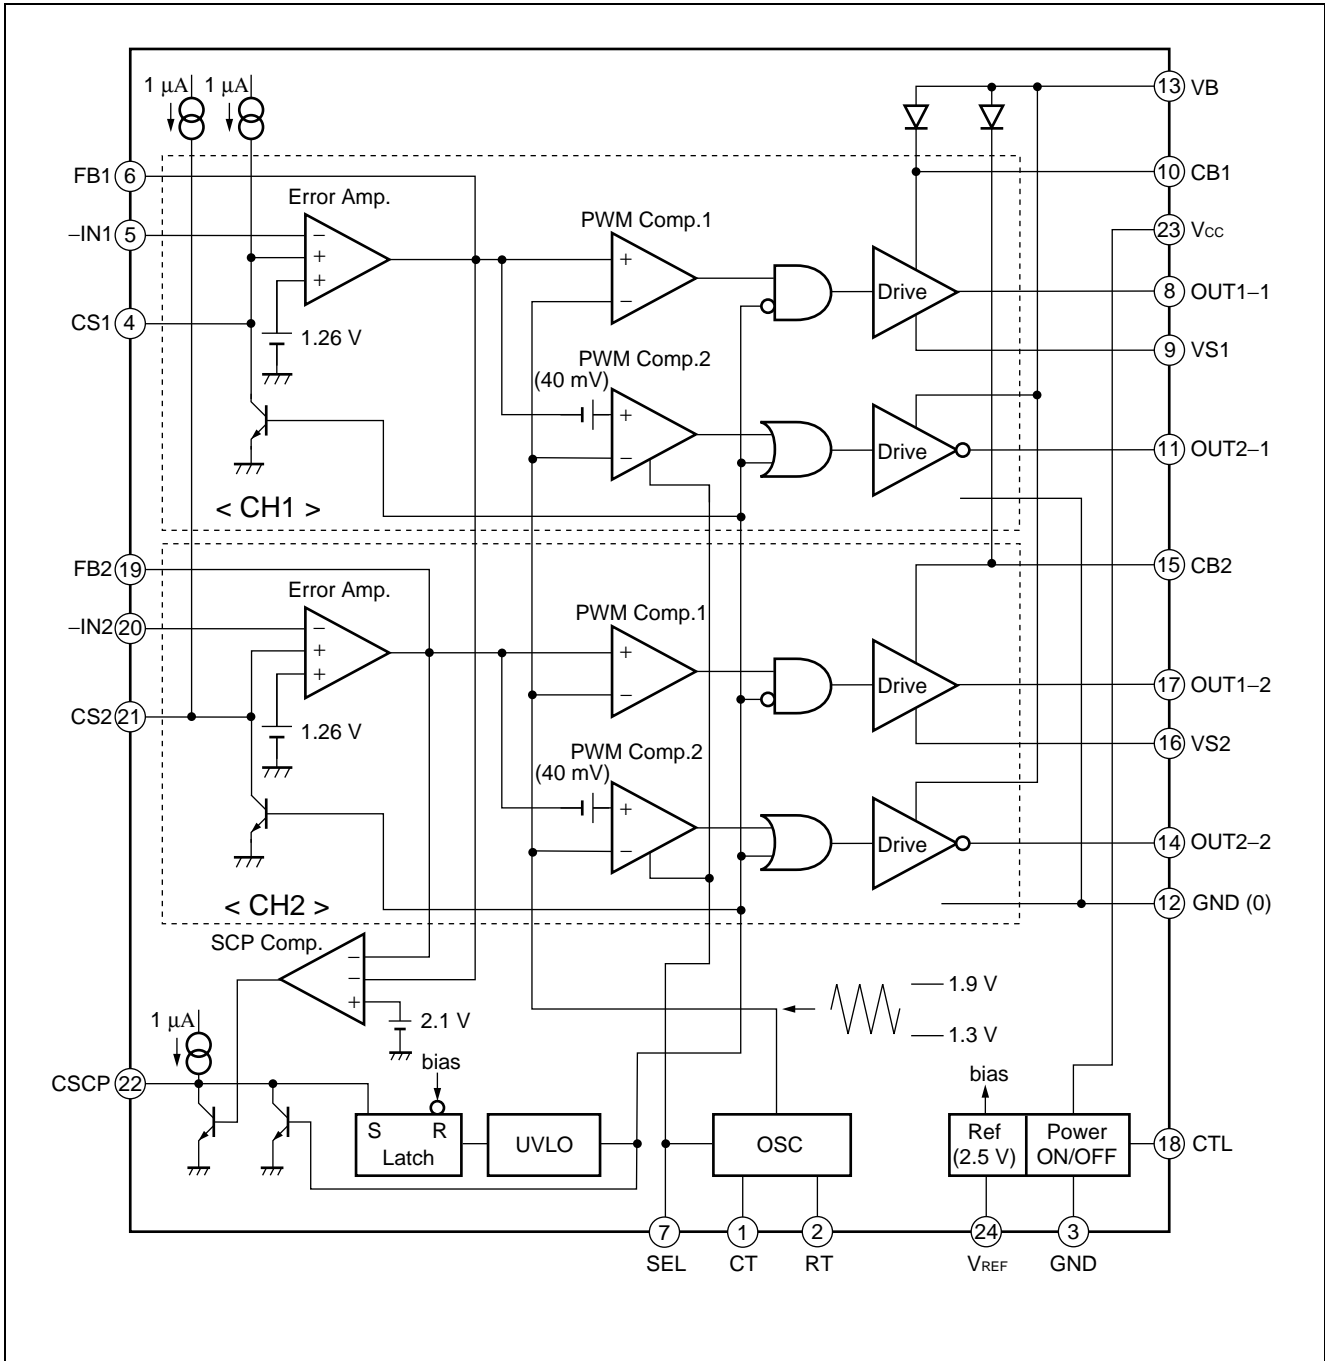 1 μA 1 μA
13 VB
FB1 6
10 CB1
Error Amp.
PWM Comp.1
−IN1 5
23 VCC
−
+
+
+
−
Drive
8 OUT1−1
CS1 4
1.26 V
9 VS1
PWM Comp.2
(40 mV)
+
−
Drive
11 OUT2−1
< CH1 >
FB2 19
15 CB2
Error Amp.
PWM Comp.1
−IN2 20
−
+
+
+
−
Drive
17 OUT1−2
CS2 21
1.26 V
16 VS2
PWM Comp.2
(40 mV)
+
−
Drive
14 OUT2−2
< CH2 >
12 GND (0)
SCP Comp.
−
−
+
1.9 V
1.3 V
1 μA
2.1 V
bias
bias
CSCP 22
S R
Latch
UVLO
OSC
Ref
(2.5 V)
Power
ON/OFF
18 CTL
7 1 2 24 3
SEL CT RT VREF GND